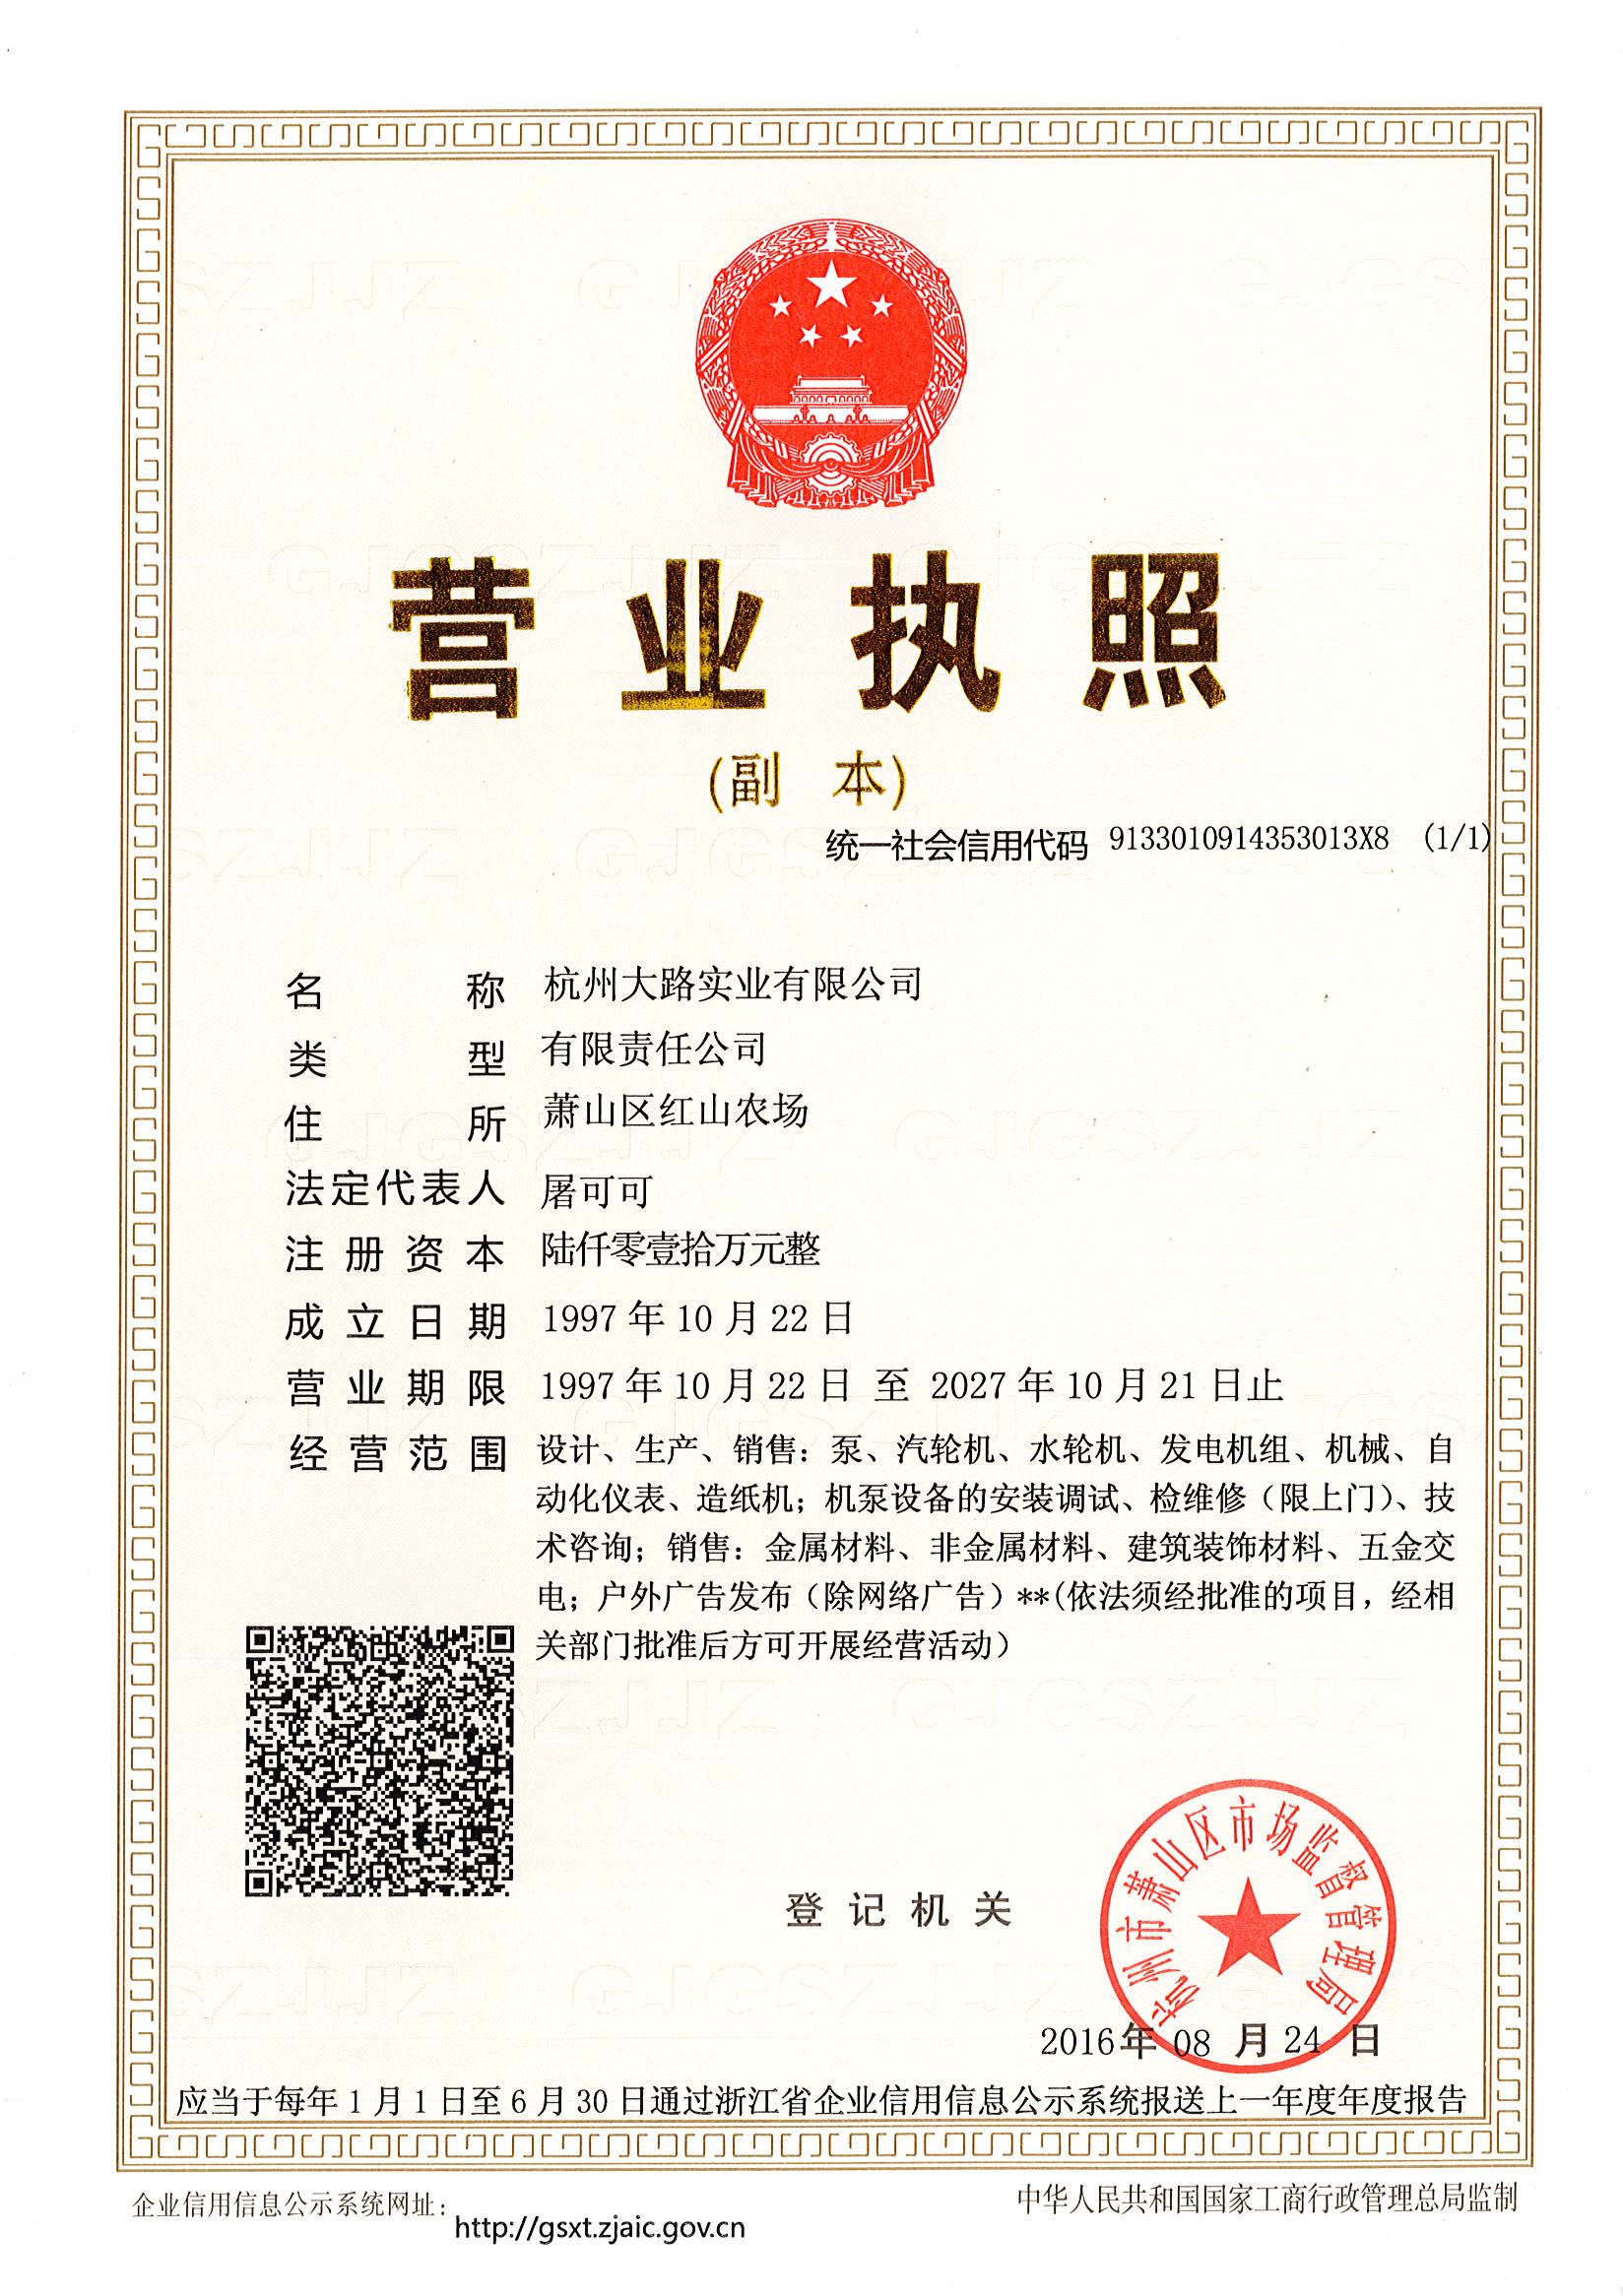 营业执照
(副 本)
统一社会信用代码 9133010914353013X8 (1/1)
名 称 杭州大路实业有限公司
类 型 有限责任公司
住 所 萧山区红山农场
法定代表人 屠可可
注册资本 陆仟零壹拾万元整
成立日期 1997年10月22日
营业期限 1997年10月22日 至 2027年10月21日止
经营范围 设计、生产、销售：泵、汽轮机、水轮机、发电机组、机械、自
动化仪表、造纸机；机泵设备的安装调试、检维修（限上门）、技
术咨询；销售：金属材料、非金属材料、建筑装饰材料、五金交
电；户外广告发布（除网络广告）**(依法须经批准的项目，经相
关部门批准后方可开展经营活动）
登记机关
杭州市萧山区市场监督管理局
2016年08月24日
应当于每年1月1日至6月30日通过浙江省企业信用信息公示系统报送上一年度年度报告
企业信用信息公示系统网址：http://gsxt.zjaic.gov.cn
中华人民共和国国家工商行政管理总局监制